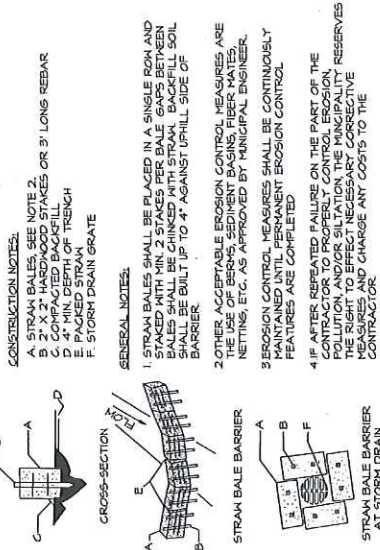 CONSTRUCTION NOTES:
A. STRAW BALES, SEE NOTE 2.
B. 2" X 2" HARDWOOD STAKES OR 3' LONG REBAR
C. COMPACTED BACKFILL
D. 4" MIN. DEPTH OF TRENCH
E. PACKED STRAW
F. STORM DRAIN GRATE
GENERAL NOTES:
1. STRAW BALES SHALL BE PLACED IN A SINGLE ROW AND
STAKED WITH MIN. 2 STAKES PER BALE. GAPS BETWEEN
BALES SHALL BE CHINKED WITH STRAW. BACKFILL SOIL
SHALL BE BUILT UP TO 4" AGAINST UPHILL SIDE OF
BARRIER.
2 OTHER ACCEPTABLE EROSION CONTROL MEASURES ARE
THE USE OF BERMS, SEDIMENT BASINS, FIBER MATES,
NETTING, ETC. AS APPROVED BY MUNICIPAL ENGINEER.
3 EROSION CONTROL MEASURES SHALL BE CONTINUOUSLY
MAINTAINED UNTIL PERMANENT EROSION CONTROL
FEATURES ARE COMPLETED
4 IF AFTER REPEATED FAILURE ON THE PART OF THE
CONTRACTOR TO PROPERLY CONTROL EROSION,
POLLUTION, AND/OR SILTATION, THE MUNICIPALITY RESERVES
THE RIGHT TO EFFECT NECESSARY CORRECTIVE
MEASURES AND CHARGE ANY COSTS TO THE
CONTRACTOR.
A
D
C
CROSS-SECTION
FLOW
E
A
B
STRAW BALE BARRIER
A
B
F
STRAW BALE BARRIER
AT STORM DRAIN